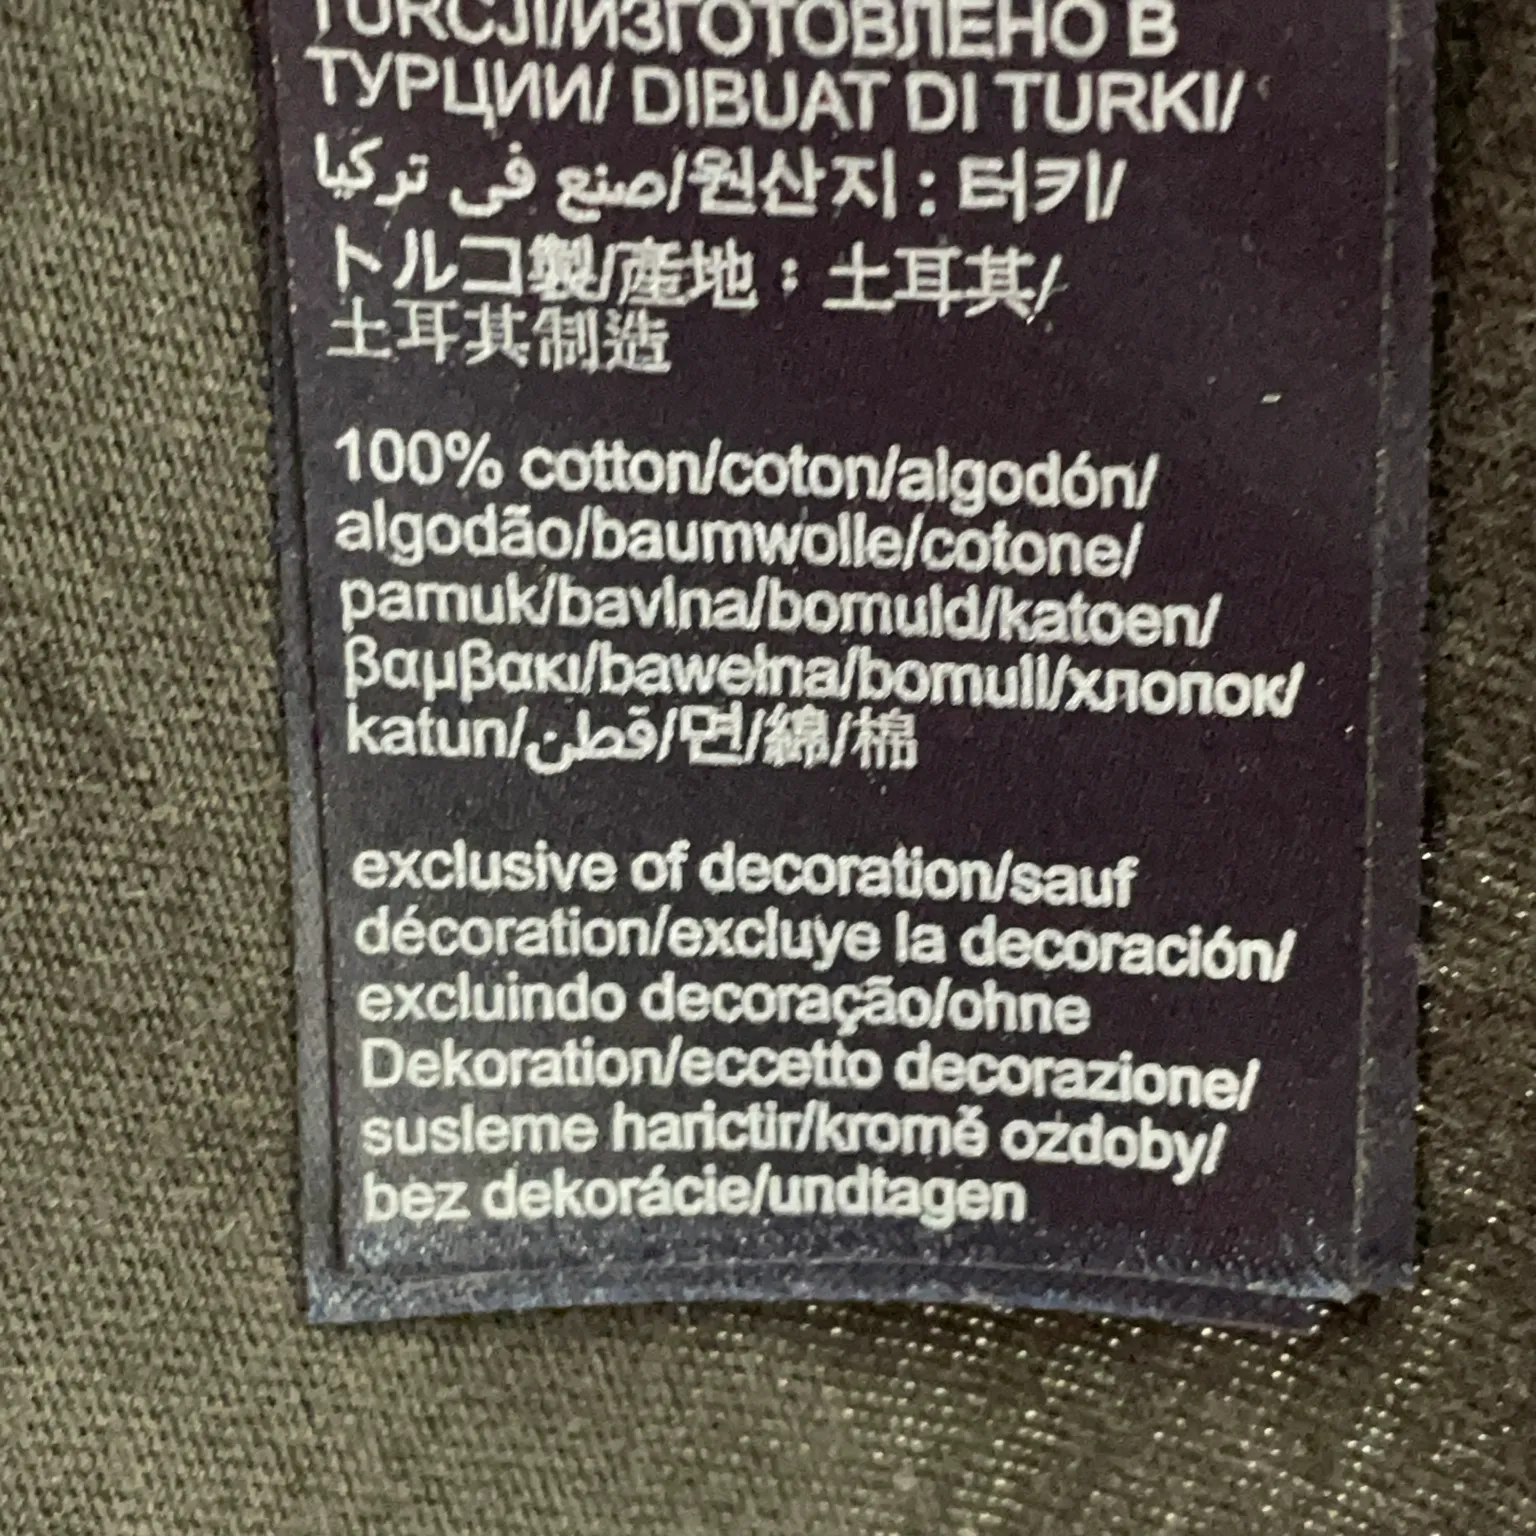 TURCJI/ИЗГОТОВЛЕНО В
ТУРЦИИ/ DIBUAT DI TURKI/
صنع في تركيا/원산지 : 터키/
トルコ製/產地：土耳其/
土耳其制造
100% cotton/coton/algodón/
algodão/baumwolle/cotone/
pamuk/bavlna/bomuld/katoen/
βαμβακι/bawełna/bomull/хлопок/
katun/قطن/면/綿/棉
exclusive of decoration/sauf
décoration/excluye la decoración/
excluindo decoração/ohne
Dekoration/eccetto decorazione/
susleme harictir/kromě ozdoby/
bez dekorácie/undtagen